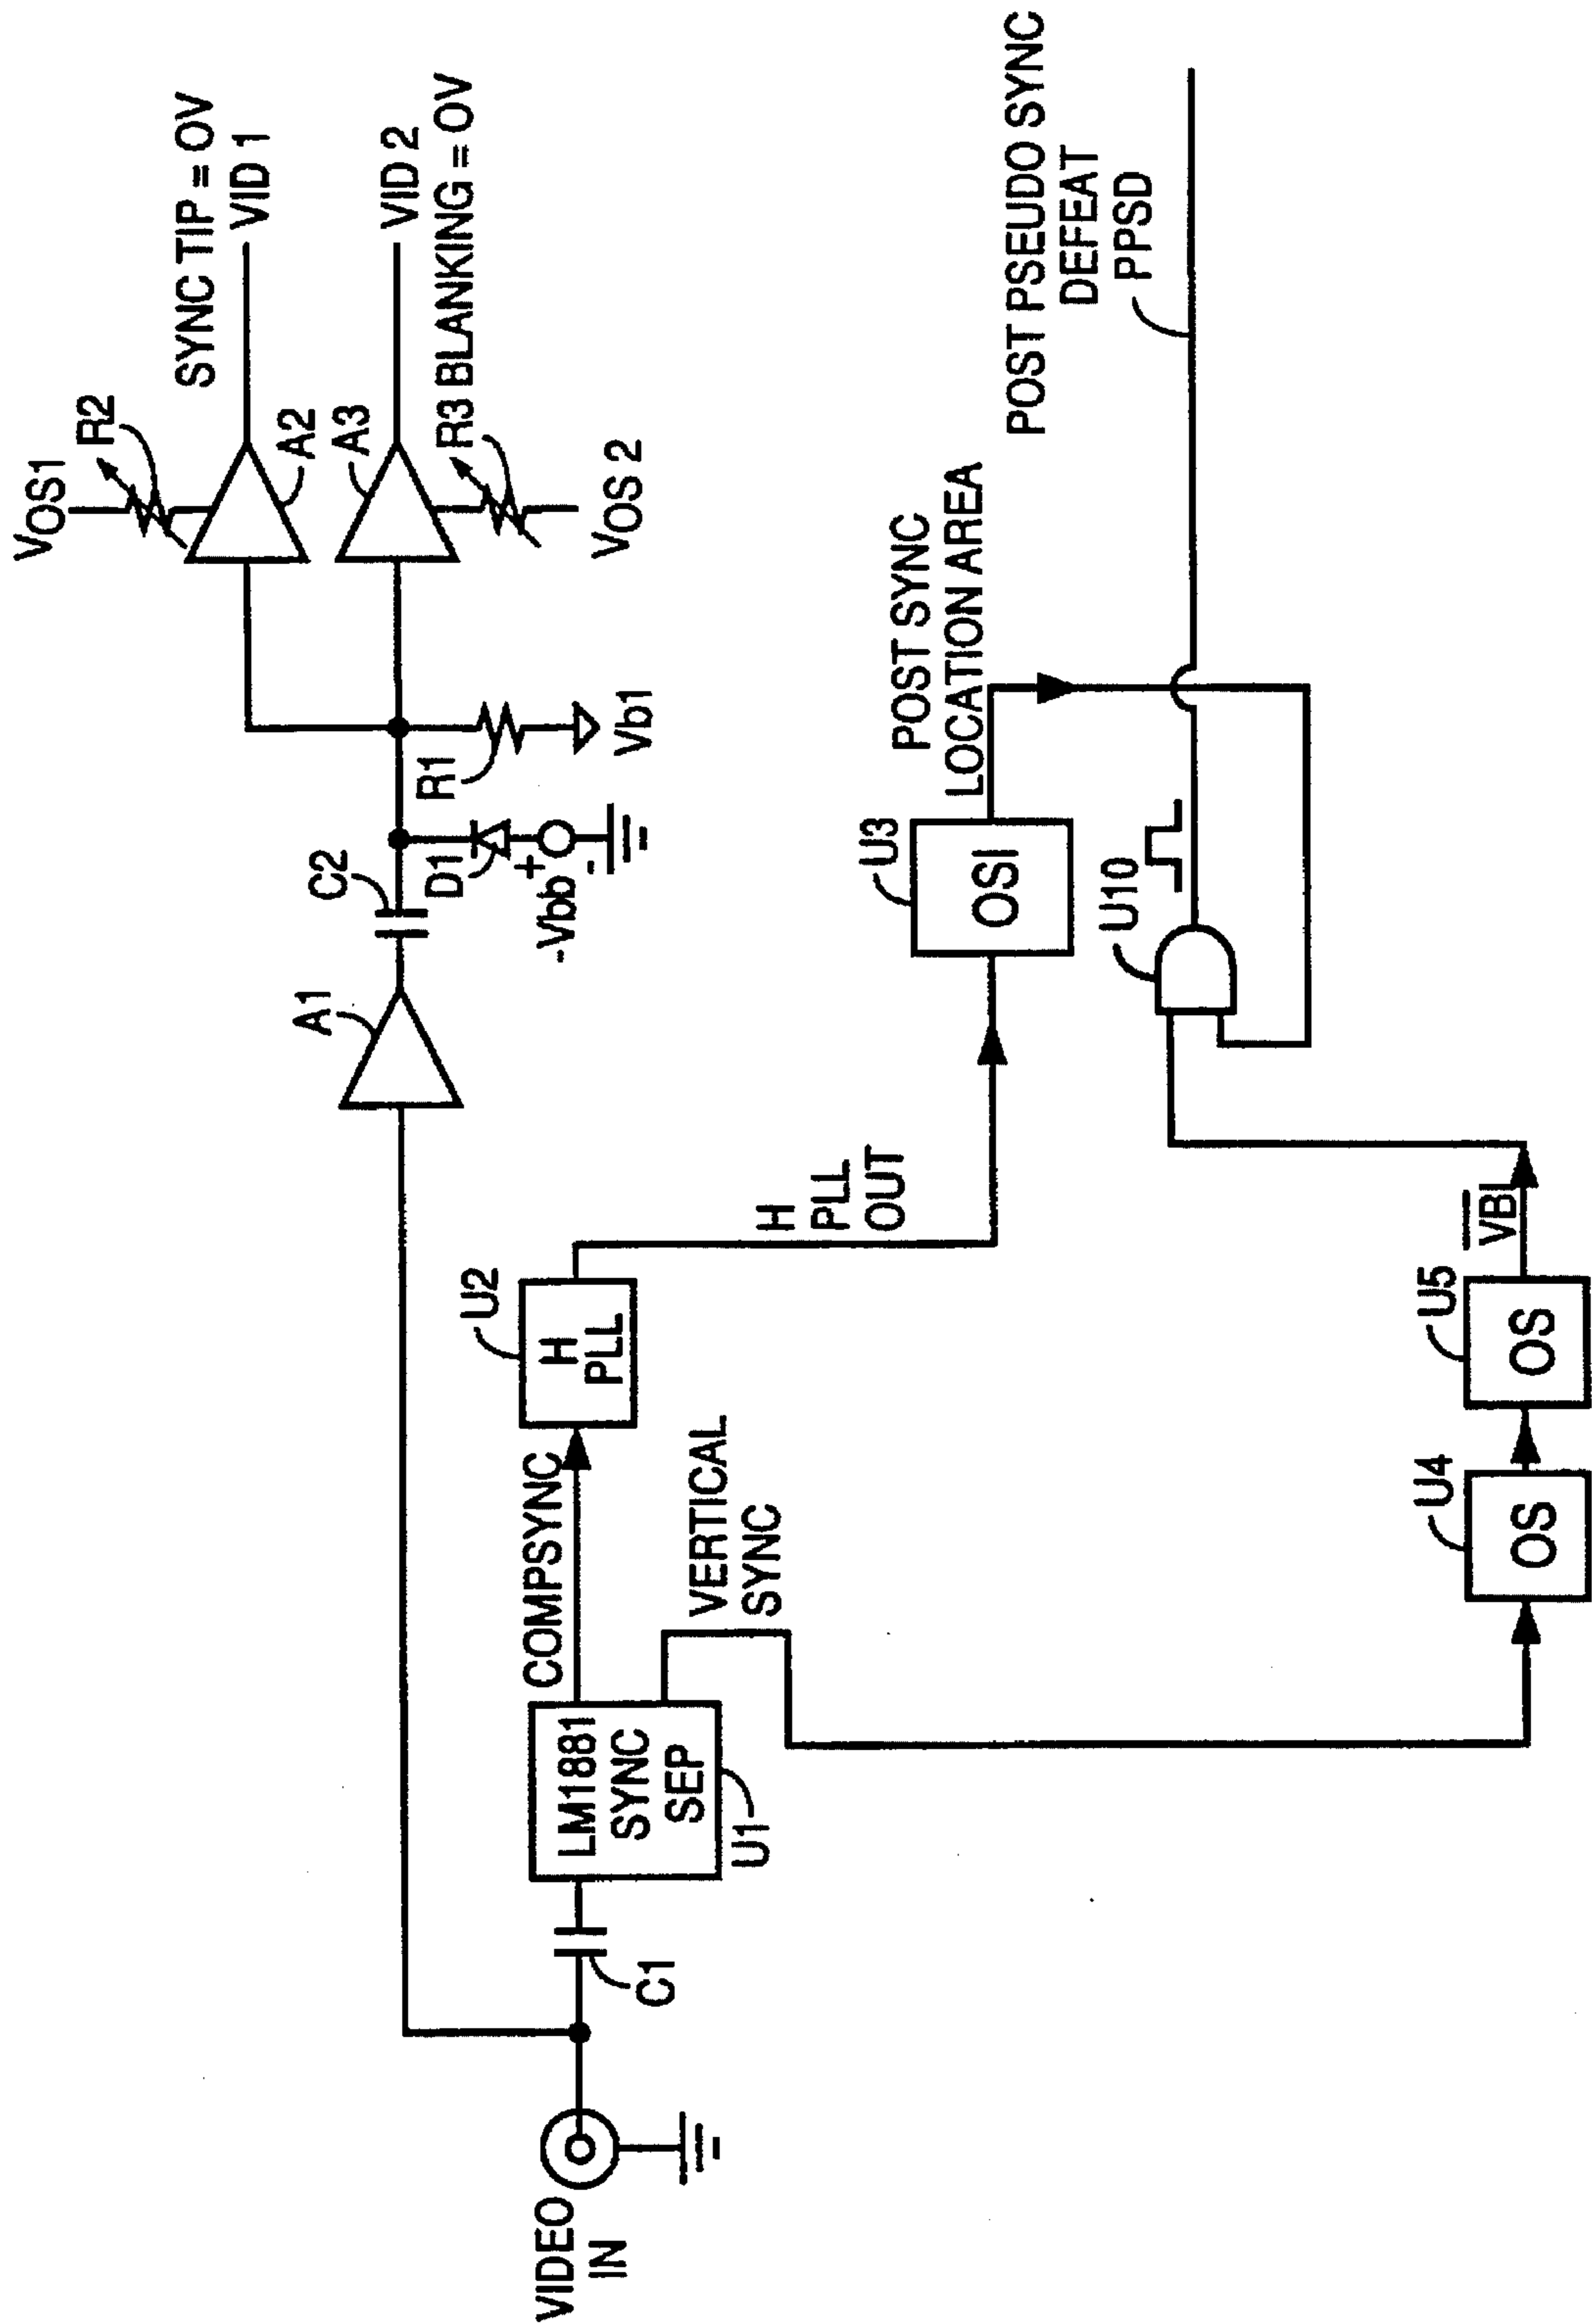 VIDEO
IN
C1
LM1881
SYNC
SEP
U1
COMPSYNC
VERTICAL
SYNC
U2
H
PLL
H
PLL
OUT
A1
C2
D1
+
-
-Vbb
R1
Vb1
VOS1
R2
A2
SYNC TIP = OV
VID 1
A3
VID 2
R3 BLANKING = OV
VOS 2
U3
OSI
POST SYNC
LOCATION AREA
U4
OS
U5
OS
VBI
U10
POST PSEUDO SYNC
DEFEAT
PPSD